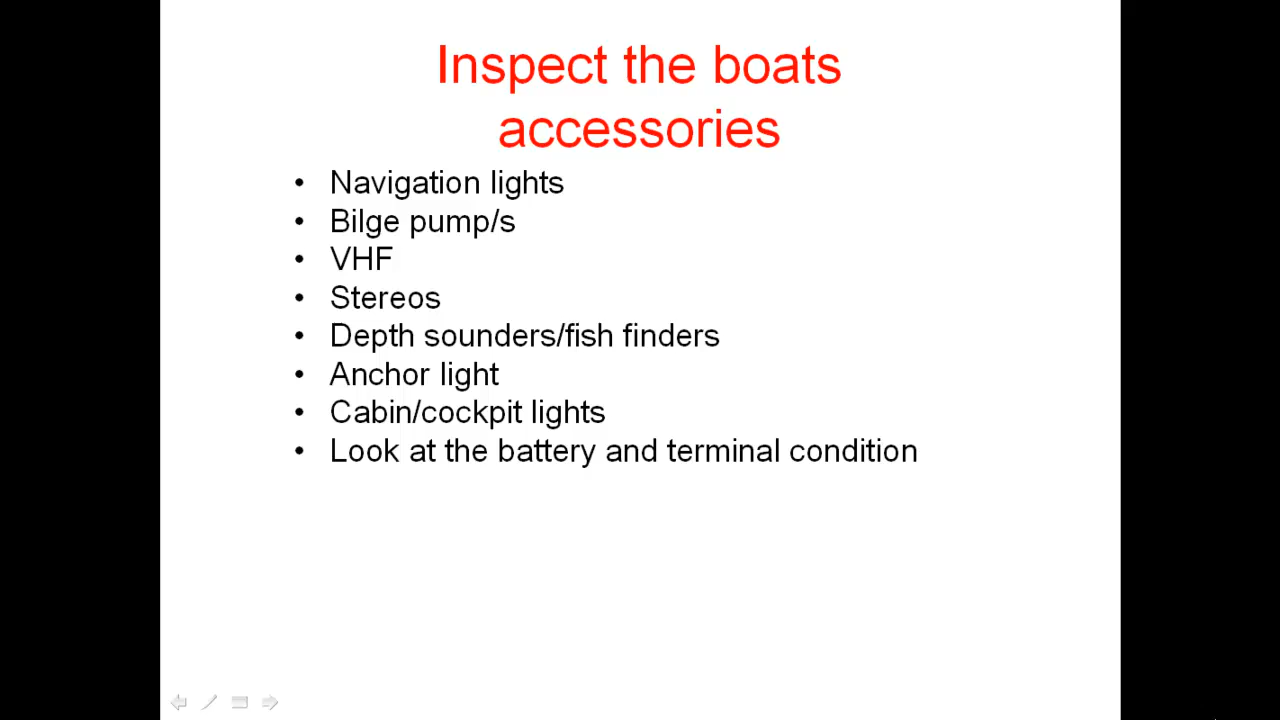 Inspect the boats
accessories
• Navigation lights
• Bilge pump/s
• VHF
• Stereos
• Depth sounders/fish finders
• Anchor light
• Cabin/cockpit lights
• Look at the battery and terminal condition